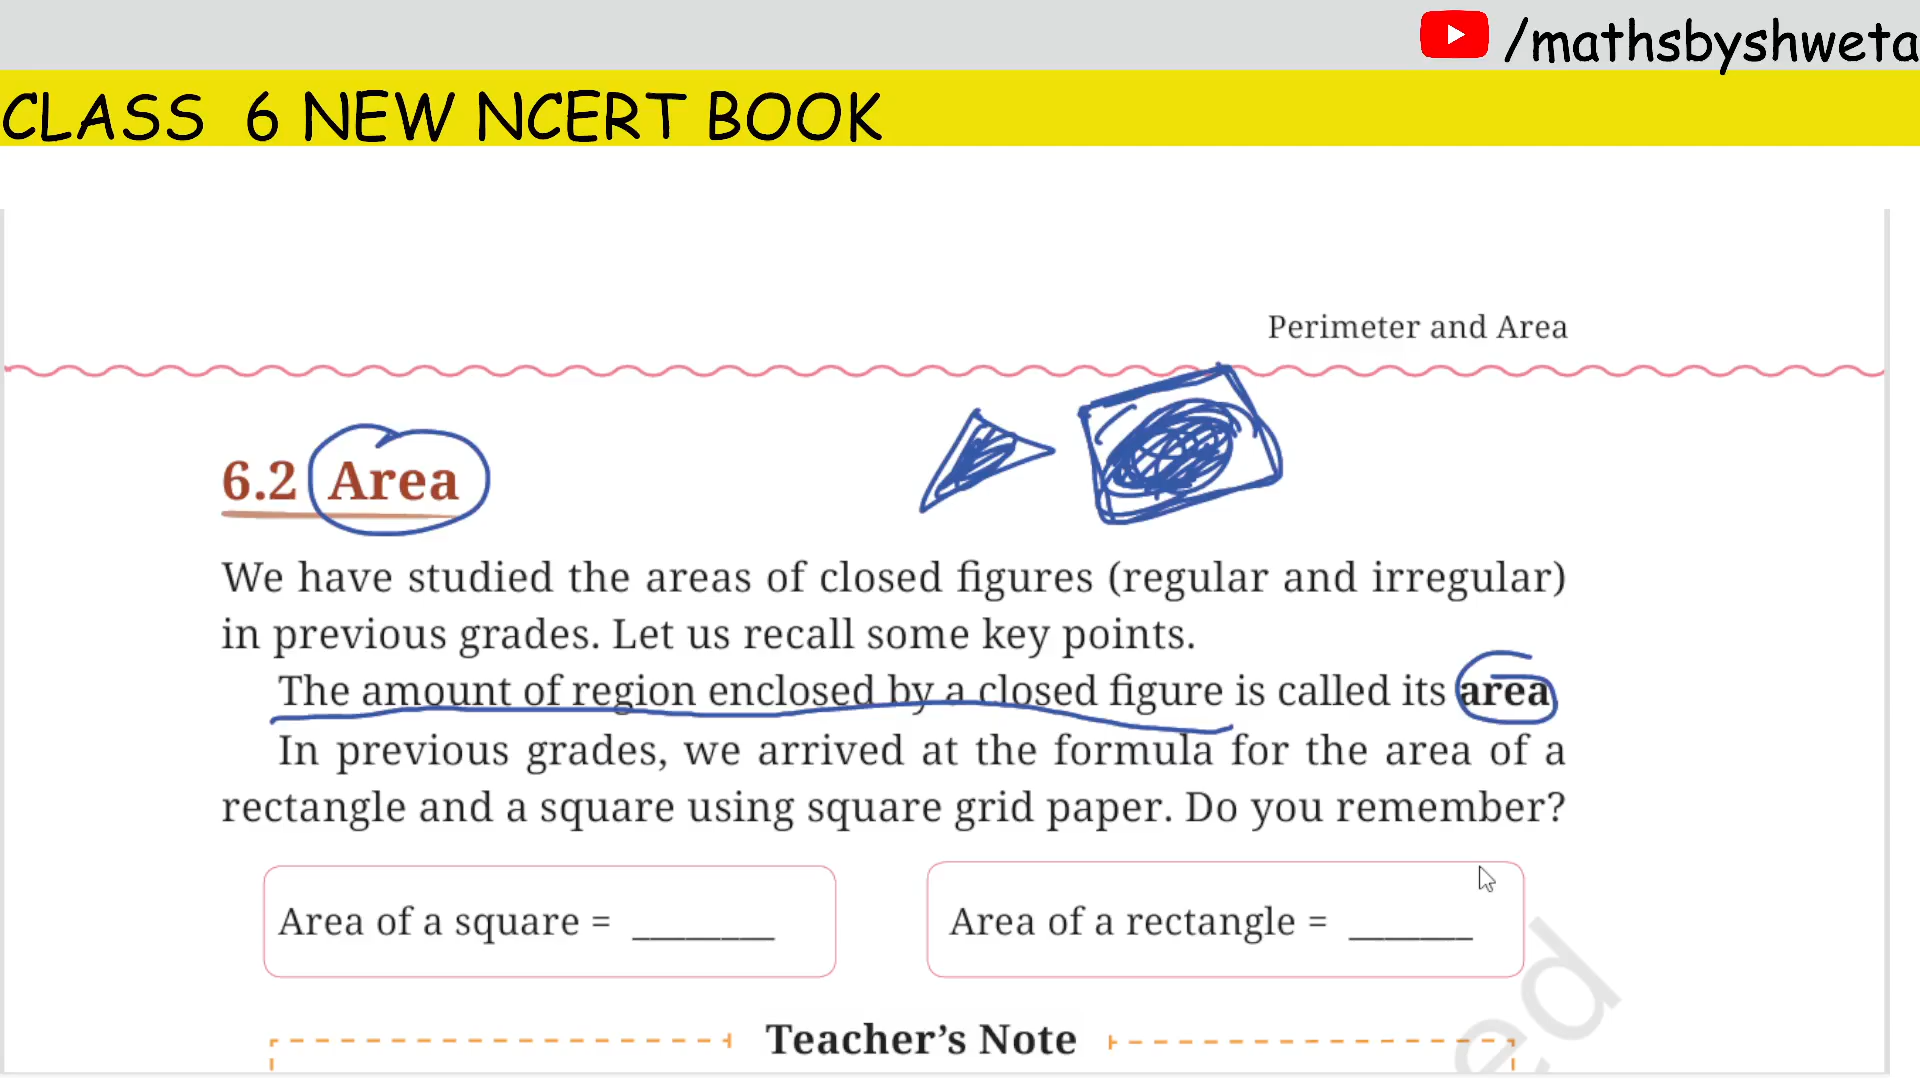 /mathsbyshweta
CLASS 6 NEW NCERT BOOK
Perimeter and Area
6.2 Area
We have studied the areas of closed figures (regular and irregular)
in previous grades. Let us recall some key points.
The amount of region enclosed by a closed figure is called its area
In previous grades, we arrived at the formula for the area of a
rectangle and a square using square grid paper. Do you remember?
Area of a square = ________
Area of a rectangle = _______
Teacher’s Note